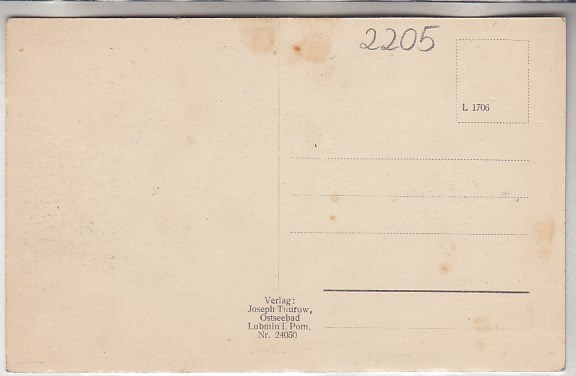 2205
L 1706
Verlag:
Joseph Thurow,
Ostseebad
Lubmin i. Pom.
Nr. 24050